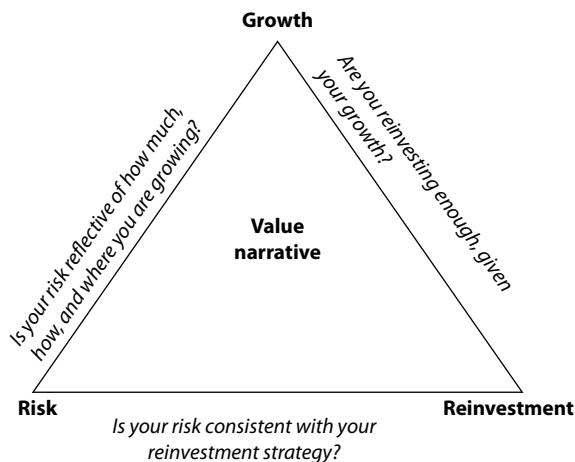 Growth
Is your risk reflective of how much,
how, and where you are growing?
Are you reinvesting enough, given
your growth?
Value
narrative
Risk
Reinvestment
Is your risk consistent with your
reinvestment strategy?